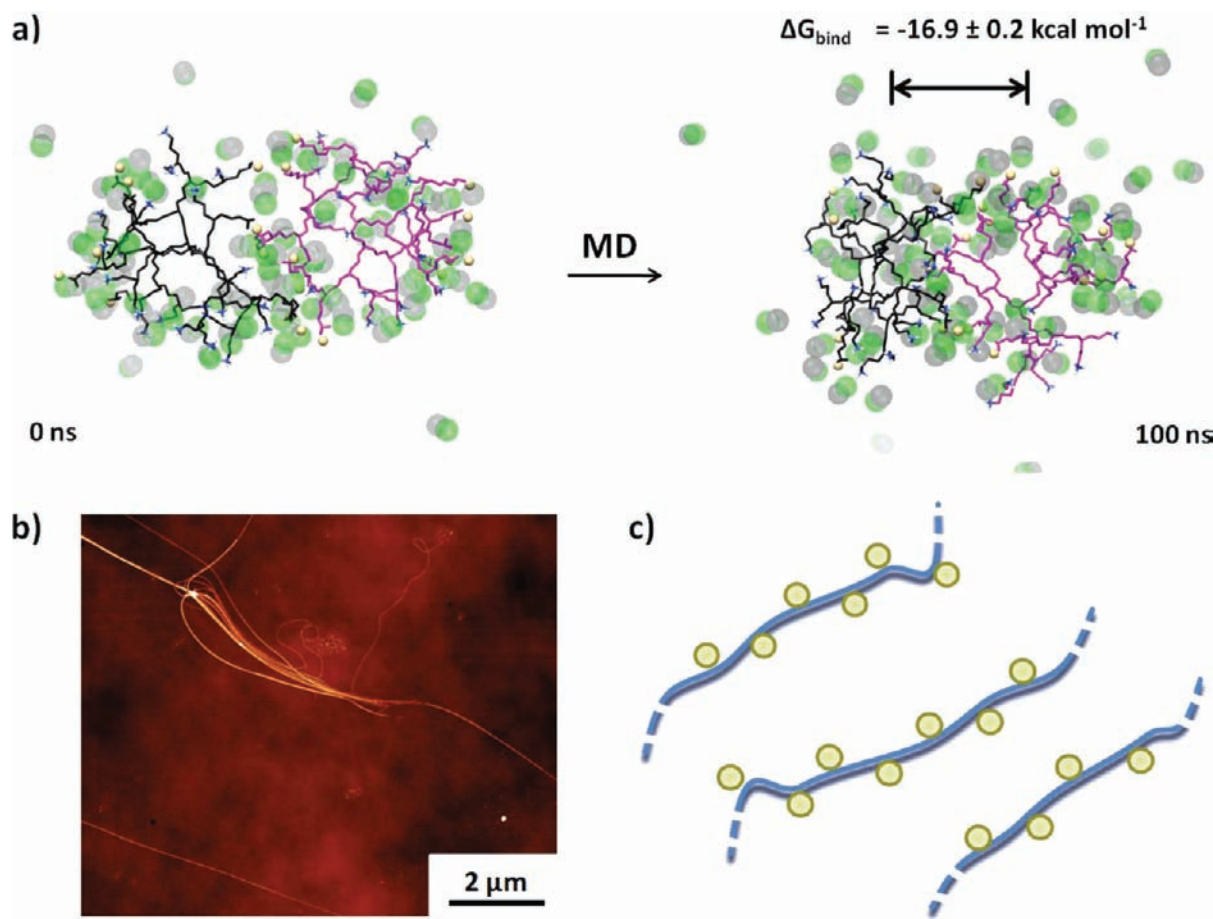 a)
ΔGbind = -16.9 ± 0.2 kcal mol-1
MD
0 ns
100 ns
b)
c)
2 µm